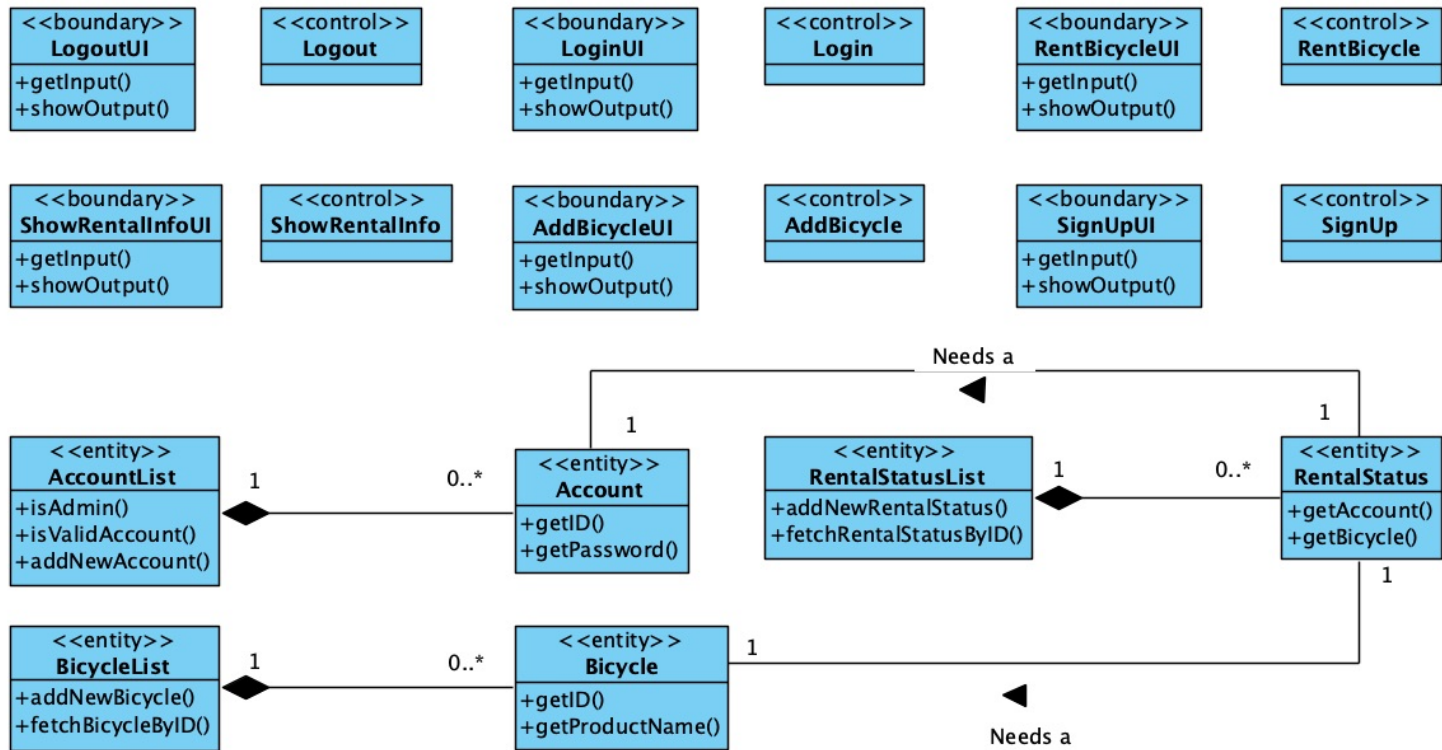 <<boundary>>
LogoutUI
+getInput()
+showOutput()
<<control>>
Logout
<<boundary>>
LoginUI
+getInput()
+showOutput()
<<control>>
Login
<<boundary>>
RentBicycleUI
+getInput()
+showOutput()
<<control>>
RentBicycle
<<boundary>>
ShowRentalInfoUI
+getInput()
+showOutput()
<<control>>
ShowRentalInfo
<<boundary>>
AddBicycleUI
+getInput()
+showOutput()
<<control>>
AddBicycle
<<boundary>>
SignUpUI
+getInput()
+showOutput()
<<control>>
SignUp
Needs a
1
1
<<entity>>
AccountList
+isAdmin()
+isValidAccount()
+addNewAccount()
1
0..*
<<entity>>
Account
+getID()
+getPassword()
<<entity>>
RentalStatusList
+addNewRentalStatus()
+fetchRentalStatusByID()
1
0..*
<<entity>>
RentalStatus
+getAccount()
+getBicycle()
1
<<entity>>
BicycleList
+addNewBicycle()
+fetchBicycleByID()
1
0..*
<<entity>>
Bicycle
+getID()
+getProductName()
1
Needs a